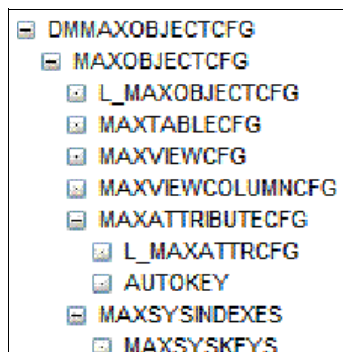 DMMAXOBJECTCFG
MAXOBJECTCFG
L_MAXOBJECTCFG
MAXTABLECFG
MAXVIEWCFG
MAXVIEWCOLUMNCFG
MAXATTRIBUTECFG
L_MAXATTRCFG
AUTOKEY
MAXSYSINDEXES
MAXSYSKEYS